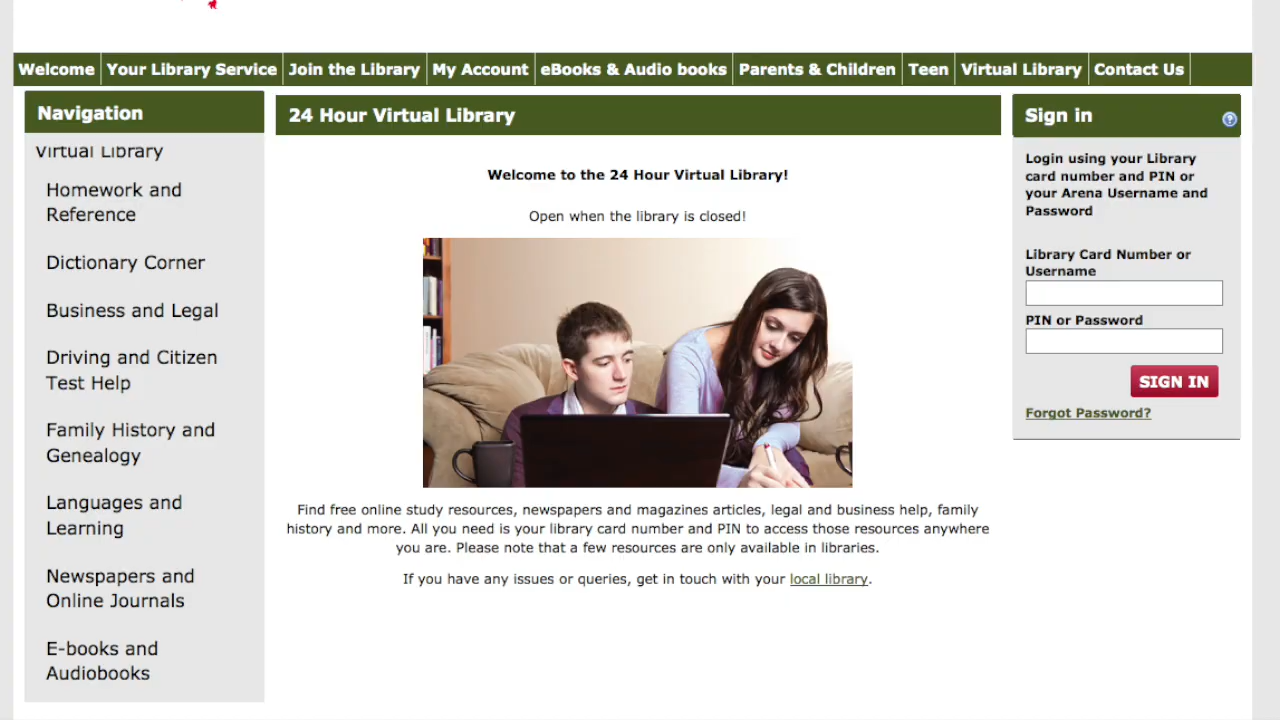 Welcome Your Library Service Join the Library My Account eBooks & Audio books Parents & Children Teen Virtual Library Contact Us
Navigation
Virtual Library
Homework and
Reference
Dictionary Corner
Business and Legal
Driving and Citizen
Test Help
Family History and
Genealogy
Languages and
Learning
Newspapers and
Online Journals
E-books and
Audiobooks
24 Hour Virtual Library
Welcome to the 24 Hour Virtual Library!
Open when the library is closed!
Find free online study resources, newspapers and magazines articles, legal and business help, family
history and more. All you need is your library card number and PIN to access those resources anywhere
you are. Please note that a few resources are only available in libraries.
If you have any issues or queries, get in touch with your local library.
Sign in
?
Login using your Library
card number and PIN or
your Arena Username and
Password
Library Card Number or
Username
PIN or Password
SIGN IN
Forgot Password?